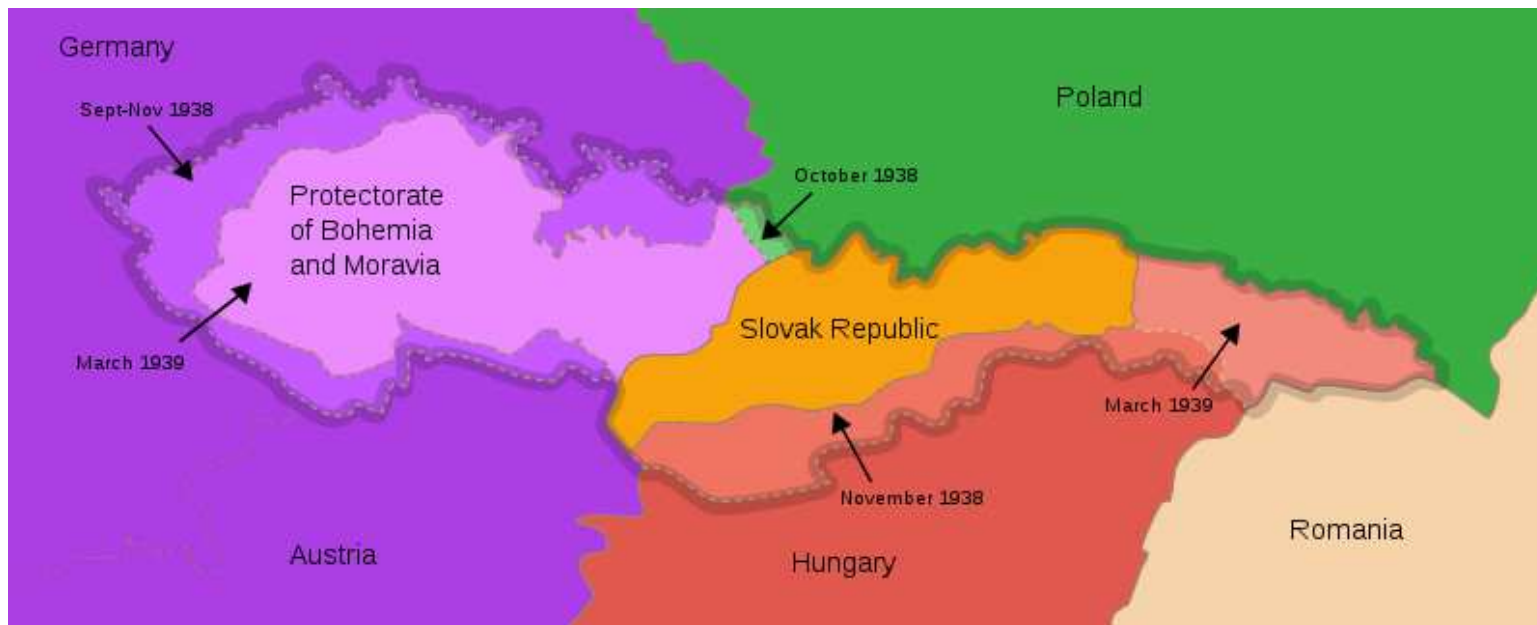 Germany
Sept-Nov 1938
Poland
October 1938
Protectorate
of Bohemia
and Moravia
Slovak Republic
March 1939
March 1939
November 1938
Romania
Austria
Hungary